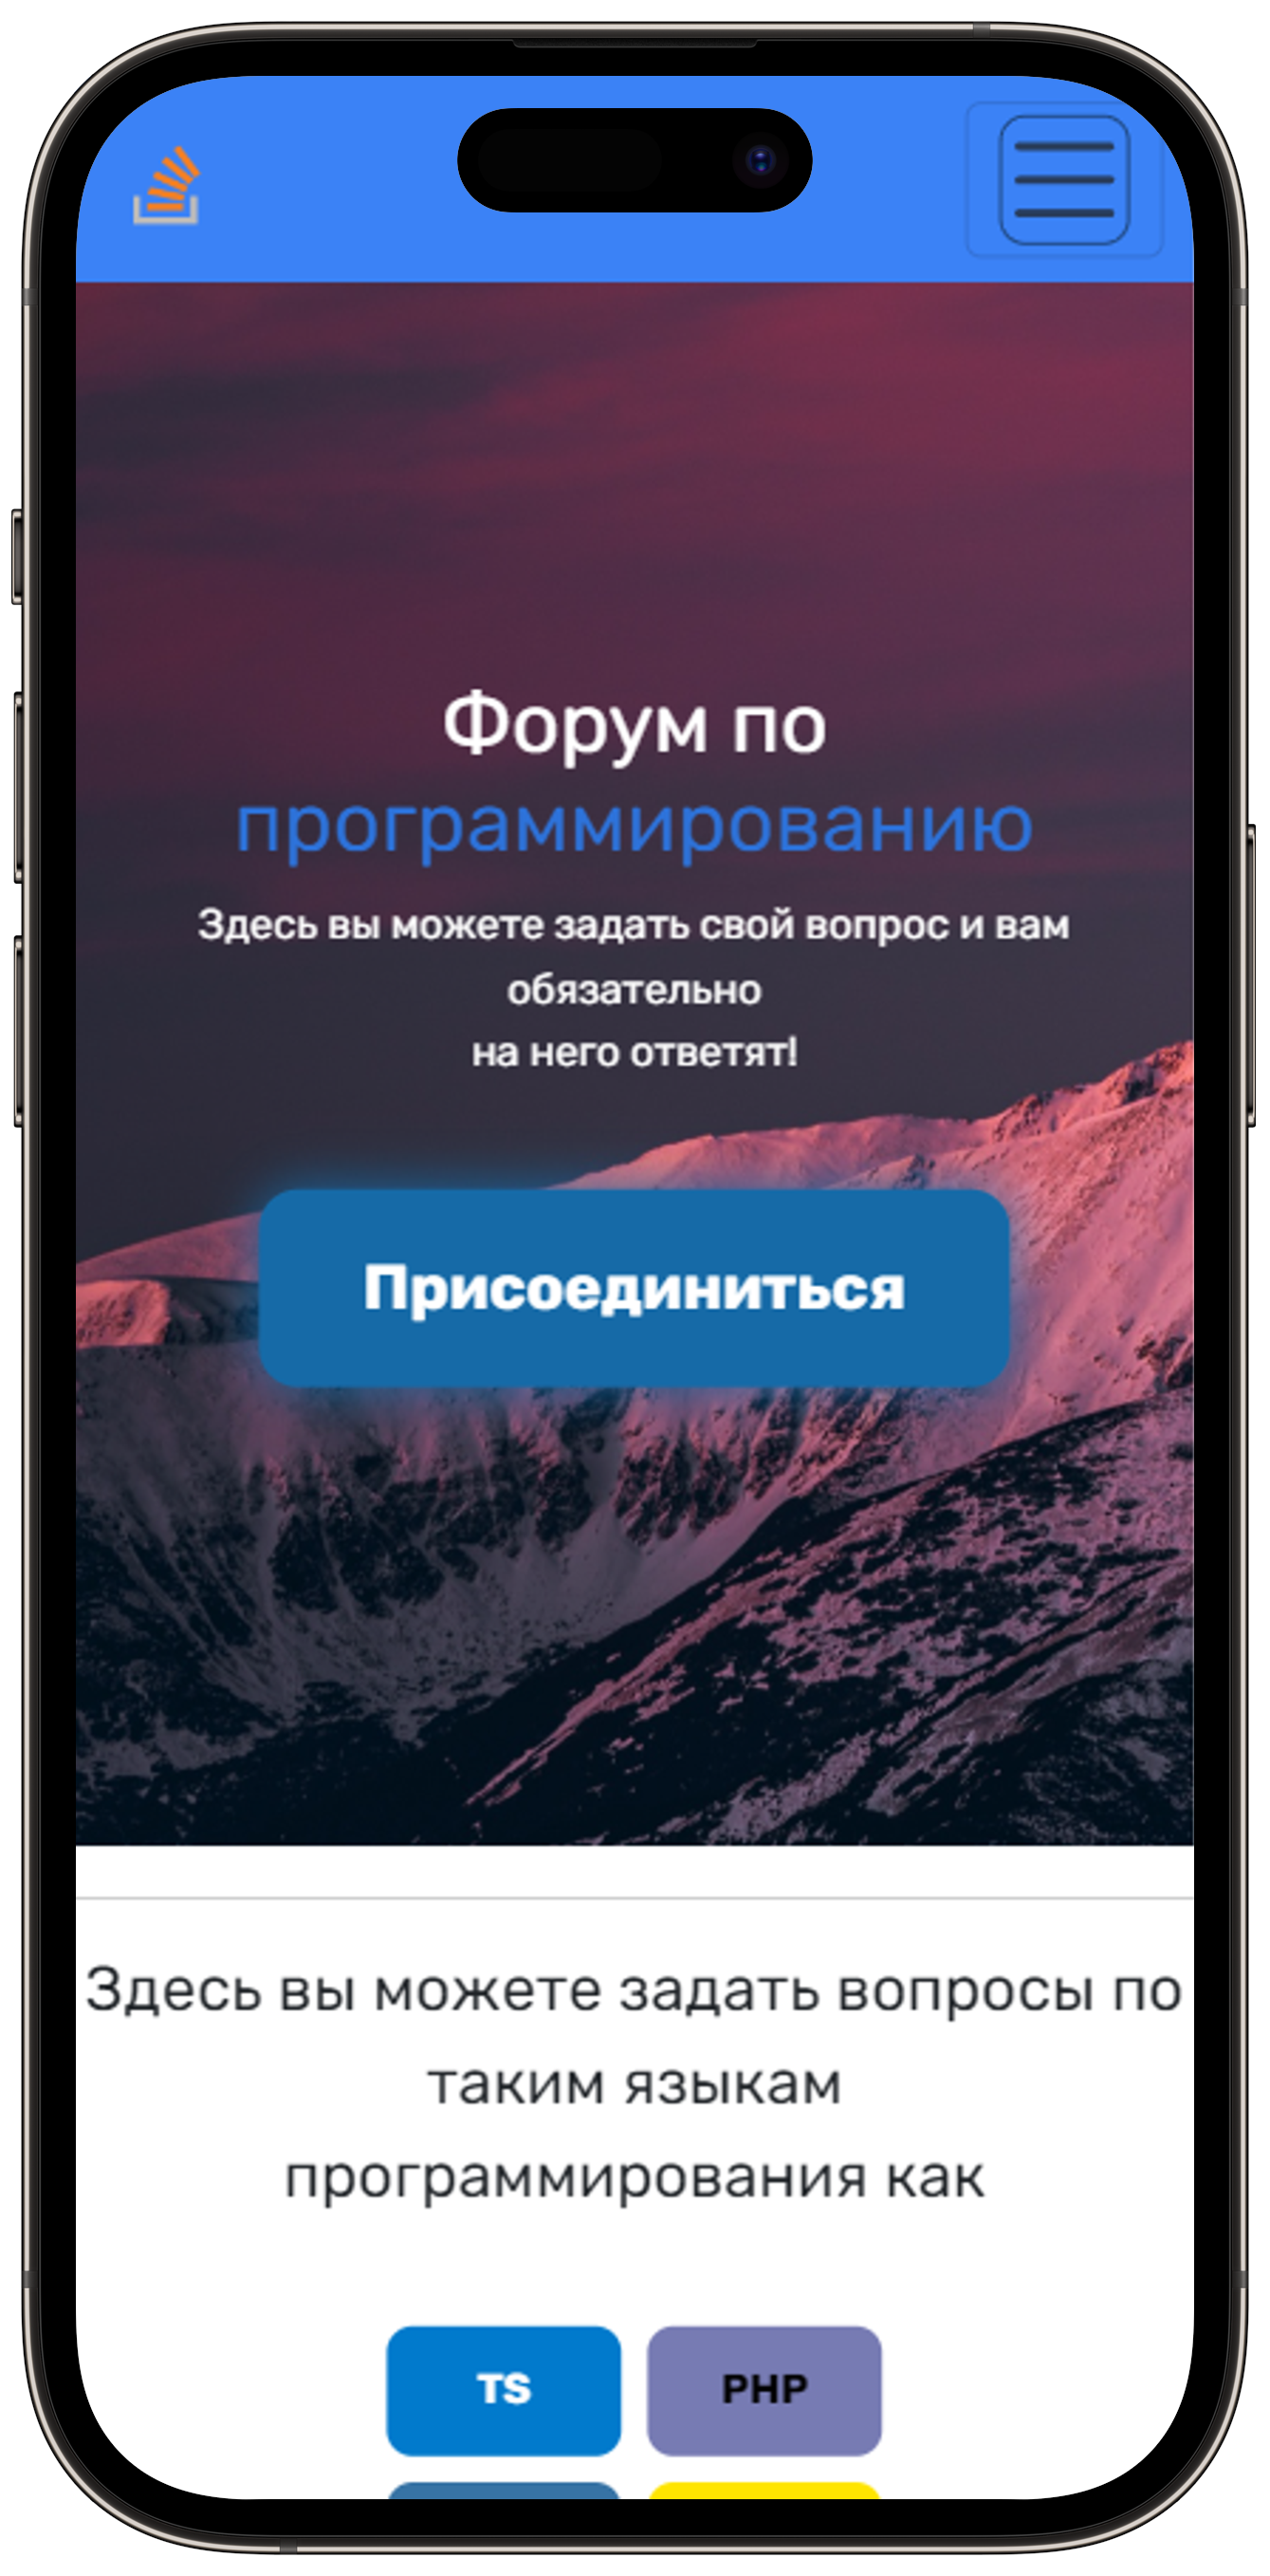 Форум по
программированию
Здесь вы можете задать свой вопрос и вам
обязательно
на него ответят!
Присоединиться
Здесь вы можете задать вопросы по
таким языкам
программирования как
TS PHP